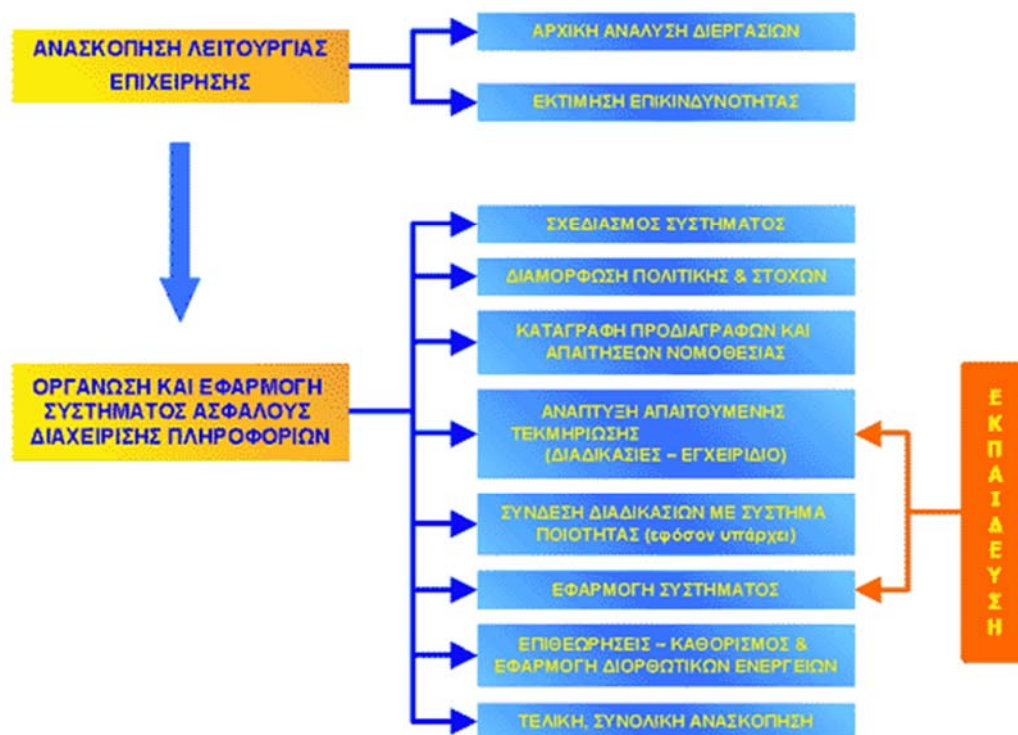 ΑΝΑΣΚΟΠΗΣΗ ΛΕΙΤΟΥΡΓΙΑΣ
ΕΠΙΧΕΙΡΗΣΗΣ
ΑΡΧΙΚΗ ΑΝΑΛΥΣΗ ΔΙΕΡΓΑΣΙΩΝ
ΕΚΤΙΜΗΣΗ ΕΠΙΚΙΝΔΥΝΟΤΗΤΑΣ
ΟΡΓΑΝΩΣΗ ΚΑΙ ΕΦΑΡΜΟΓΗ
ΣΥΣΤΗΜΑΤΟΣ ΑΣΦΑΛΟΥΣ
ΔΙΑΧΕΙΡΙΣΗΣ ΠΛΗΡΟΦΟΡΙΩΝ
ΣΧΕΔΙΑΣΜΟΣ ΣΥΣΤΗΜΑΤΟΣ
ΔΙΑΜΟΡΦΩΣΗ ΠΟΛΙΤΙΚΗΣ & ΣΤΟΧΩΝ
ΚΑΤΑΓΡΑΦΗ ΠΡΟΔΙΑΓΡΑΦΩΝ ΚΑΙ
ΑΠΑΙΤΗΣΕΩΝ ΝΟΜΟΘΕΣΙΑΣ
ΑΝΑΠΤΥΞΗ ΑΠΑΙΤΟΥΜΕΝΗΣ
ΤΕΚΜΗΡΙΩΣΗΣ
(ΔΙΑΔΙΚΑΣΙΕΣ – ΕΓΧΕΙΡΙΔΙΟ)
ΣΥΝΔΕΣΗ ΔΙΑΔΙΚΑΣΙΩΝ ΜΕ ΣΥΣΤΗΜΑ
ΠΟΙΟΤΗΤΑΣ (εφόσον υπάρχει)
ΕΦΑΡΜΟΓΗ ΣΥΣΤΗΜΑΤΟΣ
ΕΠΙΘΕΩΡΗΣΕΙΣ – ΚΑΘΟΡΙΣΜΟΣ &
ΕΦΑΡΜΟΓΗ ΔΙΟΡΘΩΤΙΚΩΝ ΕΝΕΡΓΕΙΩΝ
ΤΕΛΙΚΗ, ΣΥΝΟΛΙΚΗ ΑΝΑΣΚΟΠΗΣΗ
ΕΚΠΑΙΔΕΥΣΗ